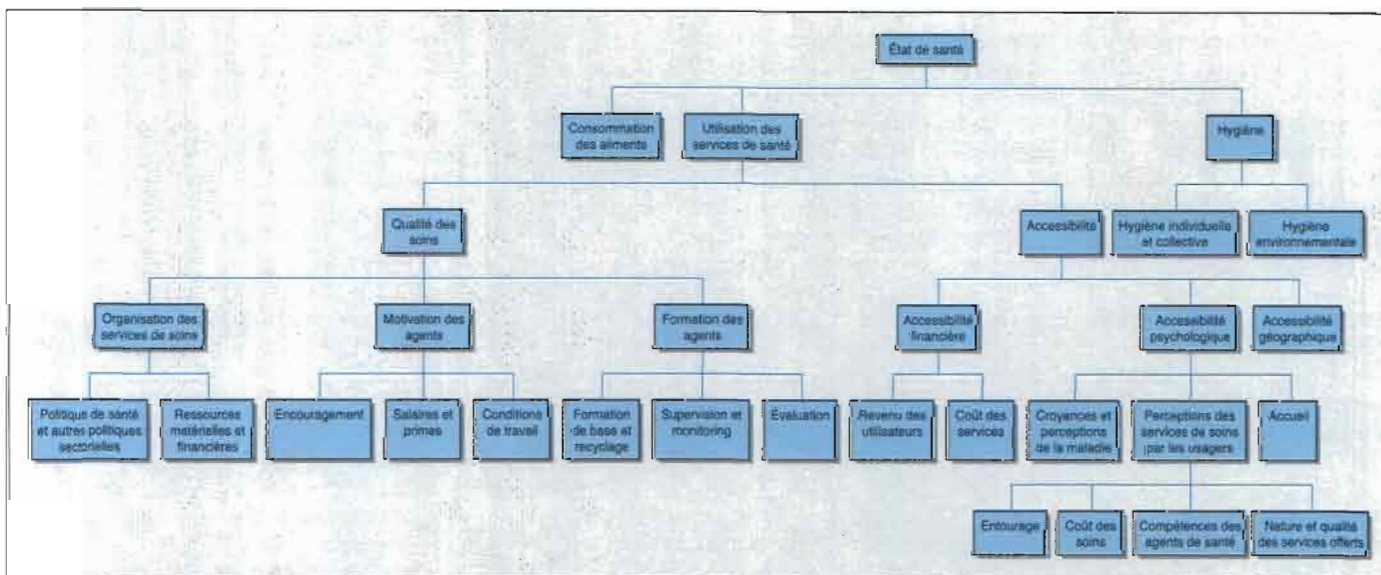 État de santé
Consommation
des aliments
Utilisation des
services de santé
Hygiène
Qualité des
soins
Accessibilité
Hygiène individuelle
et collective
Hygiène
environnementale
Organisation des
services de soins
Motivation des
agents
Formation des
agents
Accessibilité
financière
Accessibilité
psychologique
Accessibilité
géographique
Politique de santé
et autres politiques
sectorielles
Ressources
matérielles et
financières
Encouragement
Salaires et
primes
Conditions
de travail
Formation
de base et
recyclage
Supervision et
monitoring
Évaluation
Revenu des
utilisateurs
Coût des
services
Croyances et
perceptions
de la maladie
Perceptions des
services de soins
par les usagers
Accueil
Entourage
Coût des
soins
Compétences des
agents de santé
Nature et qualité
des services offerts